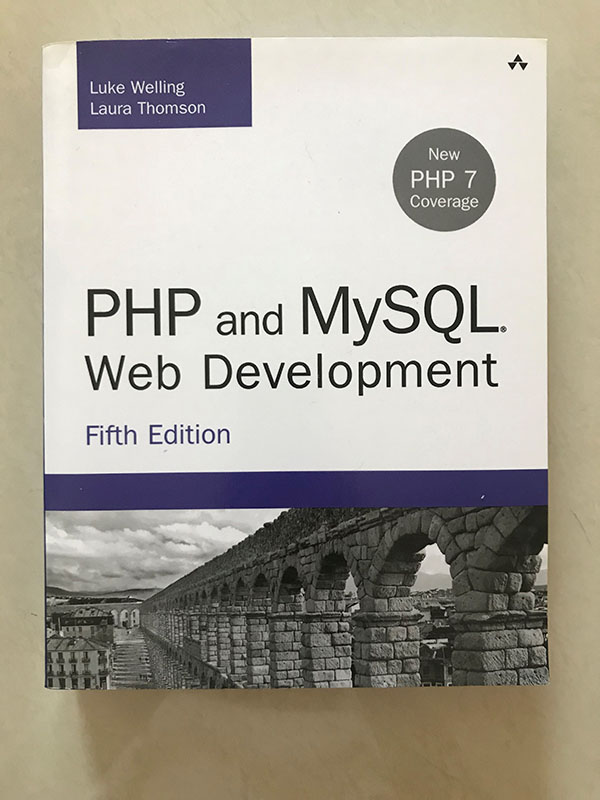 Luke Welling
Laura Thomson
New
PHP 7
Coverage
PHP and MySQL®
Web Development
Fifth Edition